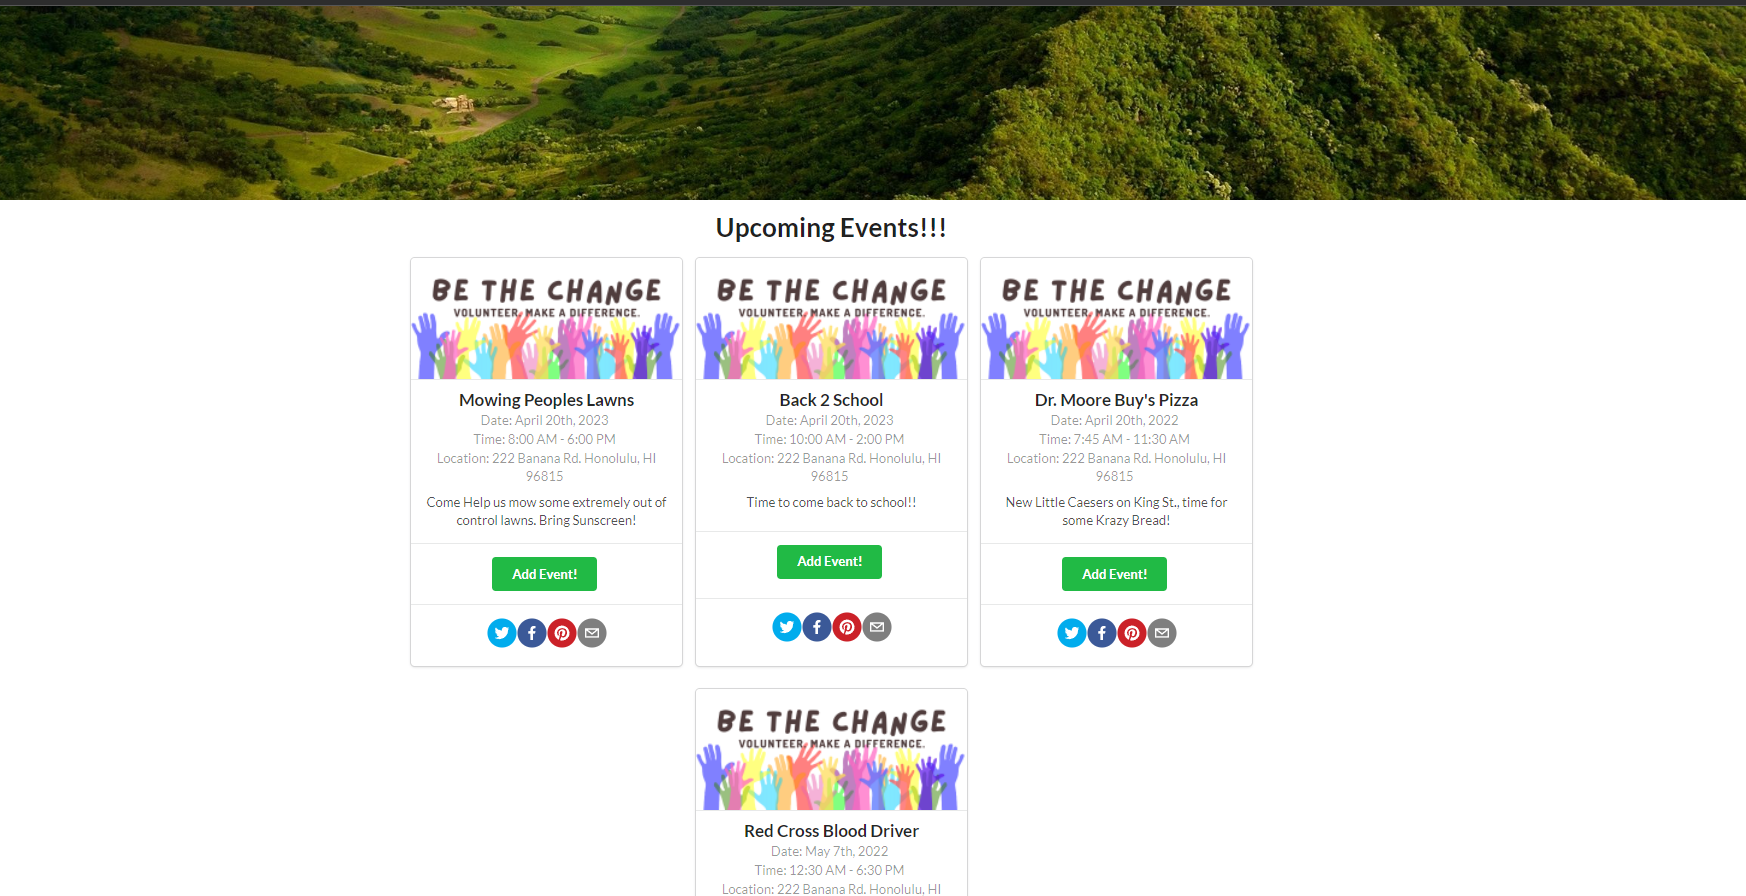 Upcoming Events!!!
BE THE CHANGE
VOLUNTEER. MAKE A DIFFERENCE.
Mowing Peoples Lawns
Date: April 20th, 2023
Time: 8:00 AM - 6:00 PM
Location: 222 Banana Rd. Honolulu, HI
96815
Come Help us mow some extremely out of
control lawns. Bring Sunscreen!
Add Event!
BE THE CHANGE
VOLUNTEER. MAKE A DIFFERENCE.
Back 2 School
Date: April 20th, 2023
Time: 10:00 AM - 2:00 PM
Location: 222 Banana Rd. Honolulu, HI
96815
Time to come back to school!!
Add Event!
BE THE CHANGE
VOLUNTEER. MAKE A DIFFERENCE.
Dr. Moore Buy's Pizza
Date: April 20th, 2022
Time: 7:45 AM - 11:30 AM
Location: 222 Banana Rd. Honolulu, HI
96815
New Little Caesers on King St., time for
some Krazy Bread!
Add Event!
BE THE CHANGE
VOLUNTEER. MAKE A DIFFERENCE.
Red Cross Blood Driver
Date: May 7th, 2022
Time: 12:30 AM - 6:30 PM
Location: 222 Banana Rd. Honolulu, HI